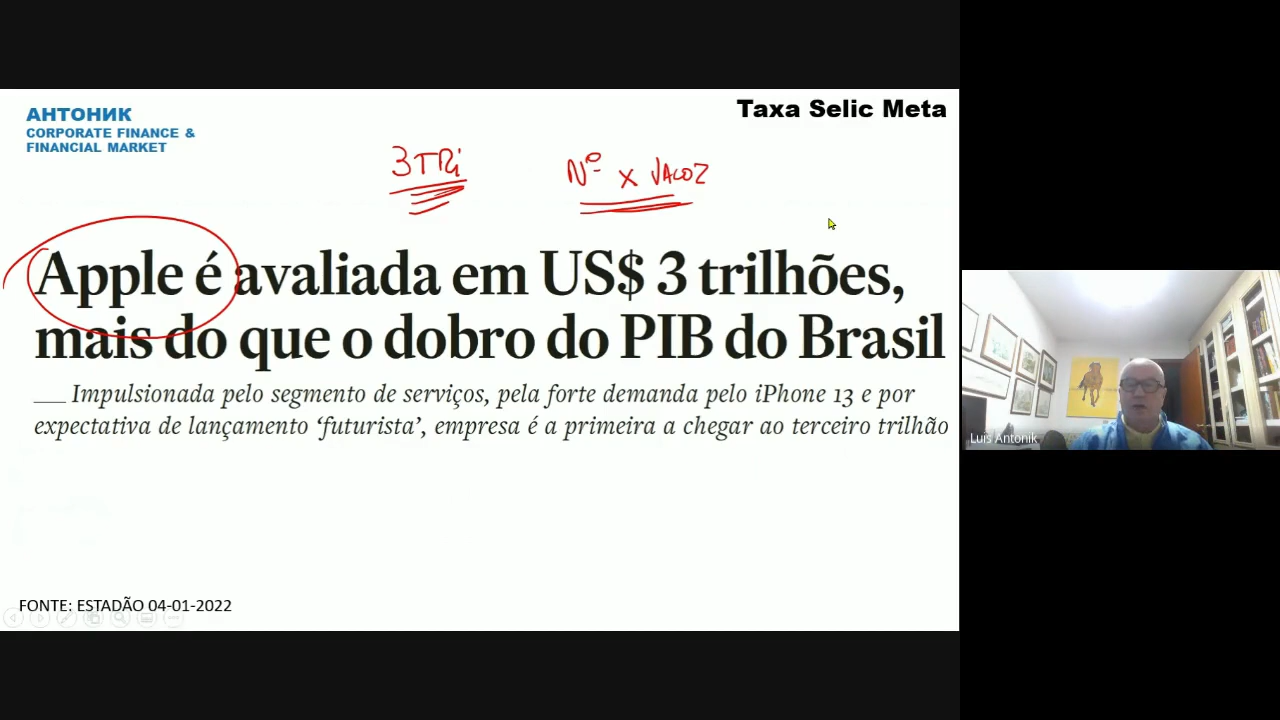 АНТОНИК
CORPORATE FINANCE &
FINANCIAL MARKET
Taxa Selic Meta
3TRi
Nº x VALOR
Apple é avaliada em US$ 3 trilhões,
mais do que o dobro do PIB do Brasil
Impulsionada pelo segmento de serviços, pela forte demanda pelo iPhone 13 e por
expectativa de lançamento ‘futurista’, empresa é a primeira a chegar ao terceiro trilhão
FONTE: ESTADÃO 04-01-2022
Luis Antonik